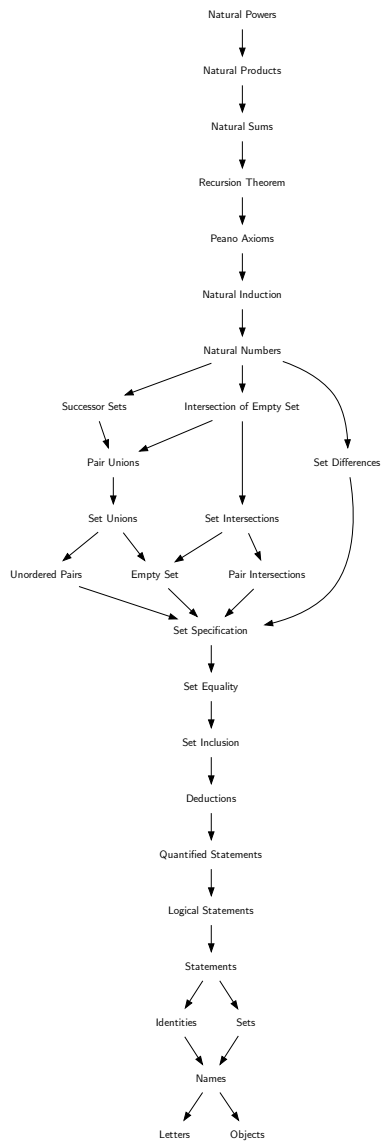 Natural Powers
Natural Products
Natural Sums
Recursion Theorem
Peano Axioms
Natural Induction
Natural Numbers
Successor Sets
Intersection of Empty Set
Pair Unions
Set Differences
Set Unions
Set Intersections
Unordered Pairs
Empty Set
Pair Intersections
Set Specification
Set Equality
Set Inclusion
Deductions
Quantified Statements
Logical Statements
Statements
Identities
Sets
Names
Letters
Objects